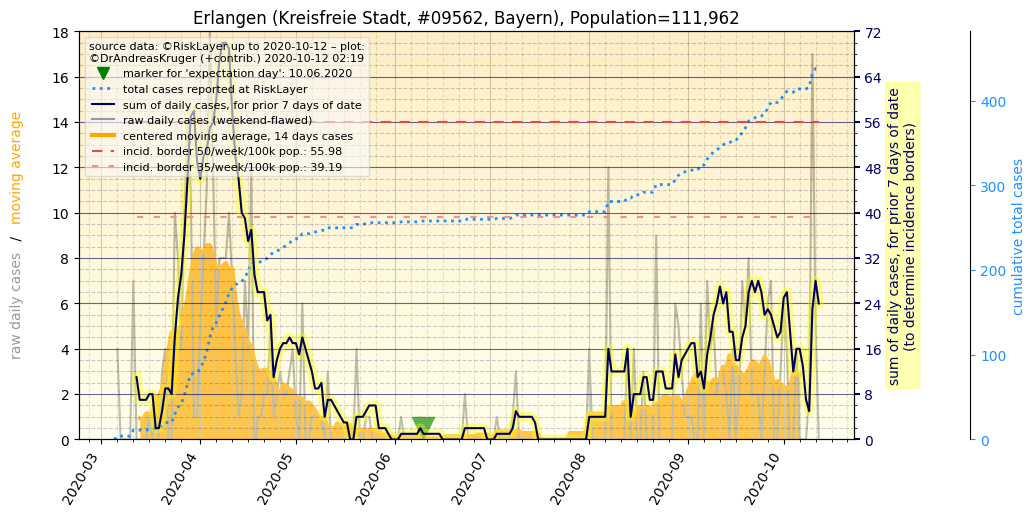 Erlangen (Kreisfreie Stadt, #09562, Bayern), Population=111,962
source data: ©RiskLayer up to 2020-10-12 – plot:
©DrAndreasKruger (+contrib.) 2020-10-12 02:19
marker for 'expectation day': 10.06.2020
total cases reported at RiskLayer
sum of daily cases, for prior 7 days of date
raw daily cases (weekend-flawed)
centered moving average, 14 days cases
incid. border 50/week/100k pop.: 55.98
incid. border 35/week/100k pop.: 39.19
raw daily cases / moving average
18
16
14
12
10
8
6
4
2
0
72
64
56
48
40
32
24
16
8
0
sum of daily cases, for prior 7 days of date
(to determine incidence borders)
400
300
200
100
0
cumulative total cases
2020-03
2020-04
2020-05
2020-06
2020-07
2020-08
2020-09
2020-10